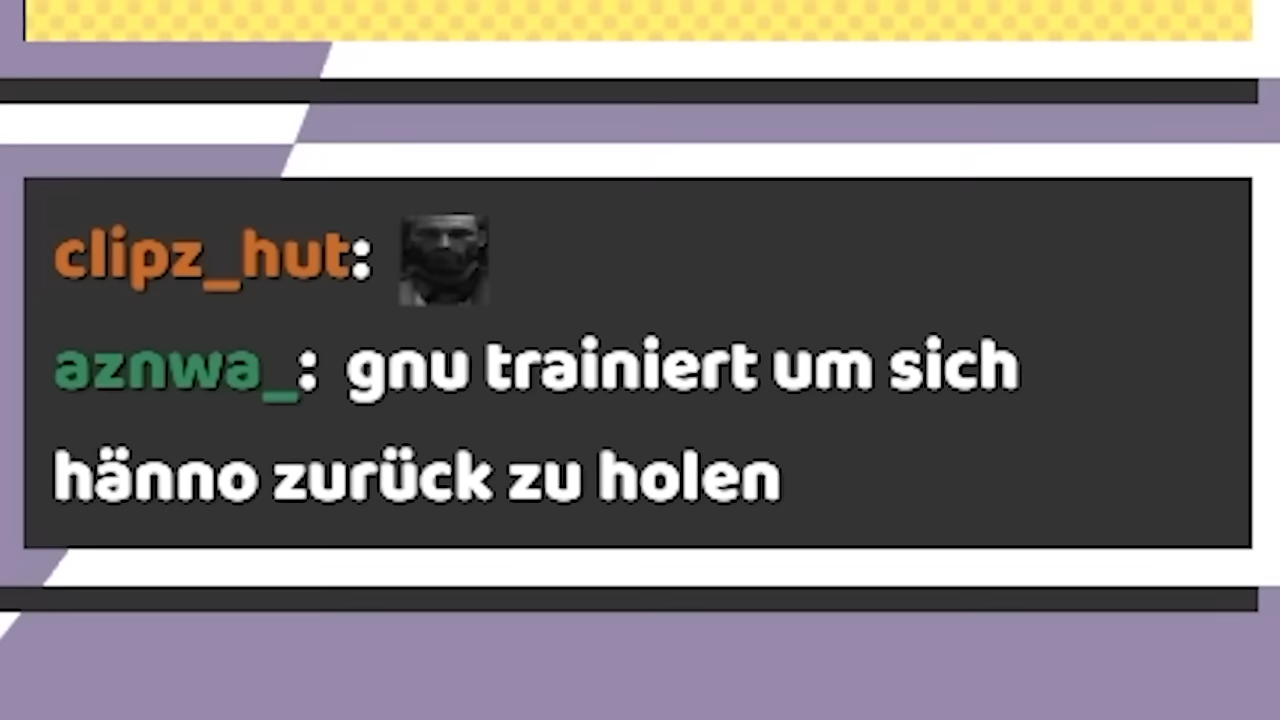 clipz_hut:
aznwa_: gnu trainiert um sich
hänno zurück zu holen